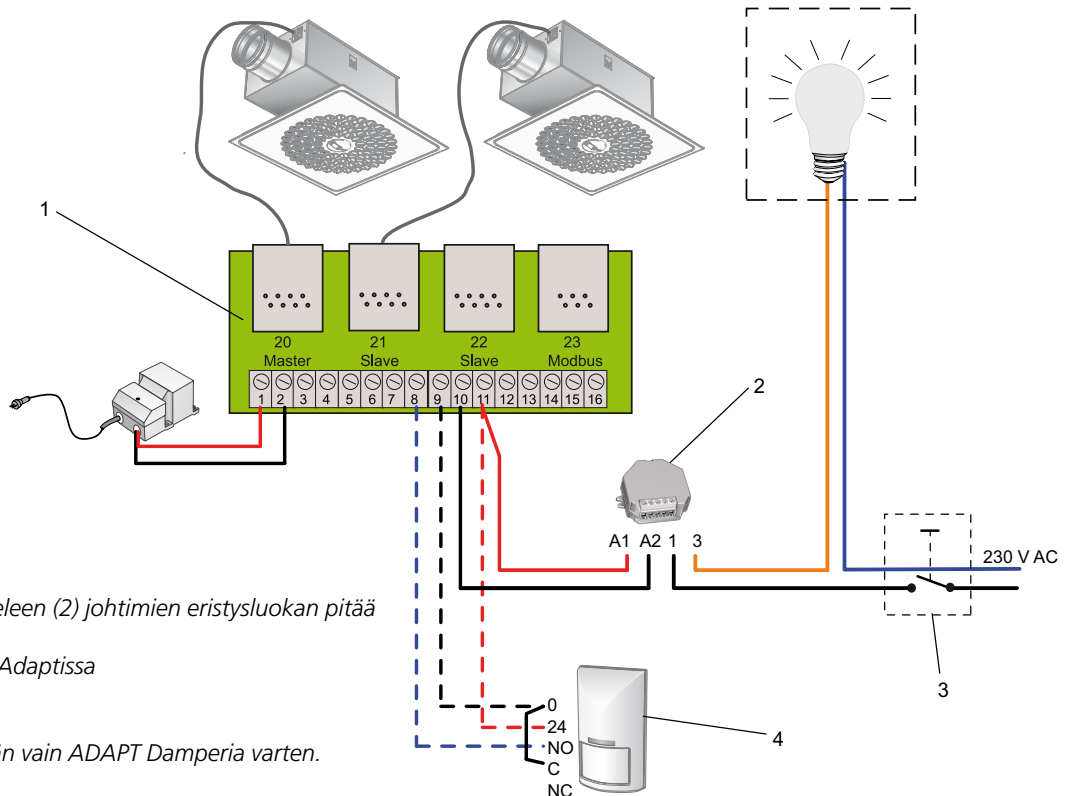 1
20
21
22
23
Master
Slave
Slave
Modbus
1 2 3 4 5 6 7 8 9 10 11 12 13 14 15 16
2
A1 A2 1 3
230 V AC
3
eleen (2) johtimien eristysluokan pitää
Adaptissa
än vain ADAPT Damperia varten.
0
24
NO
C
NC
4